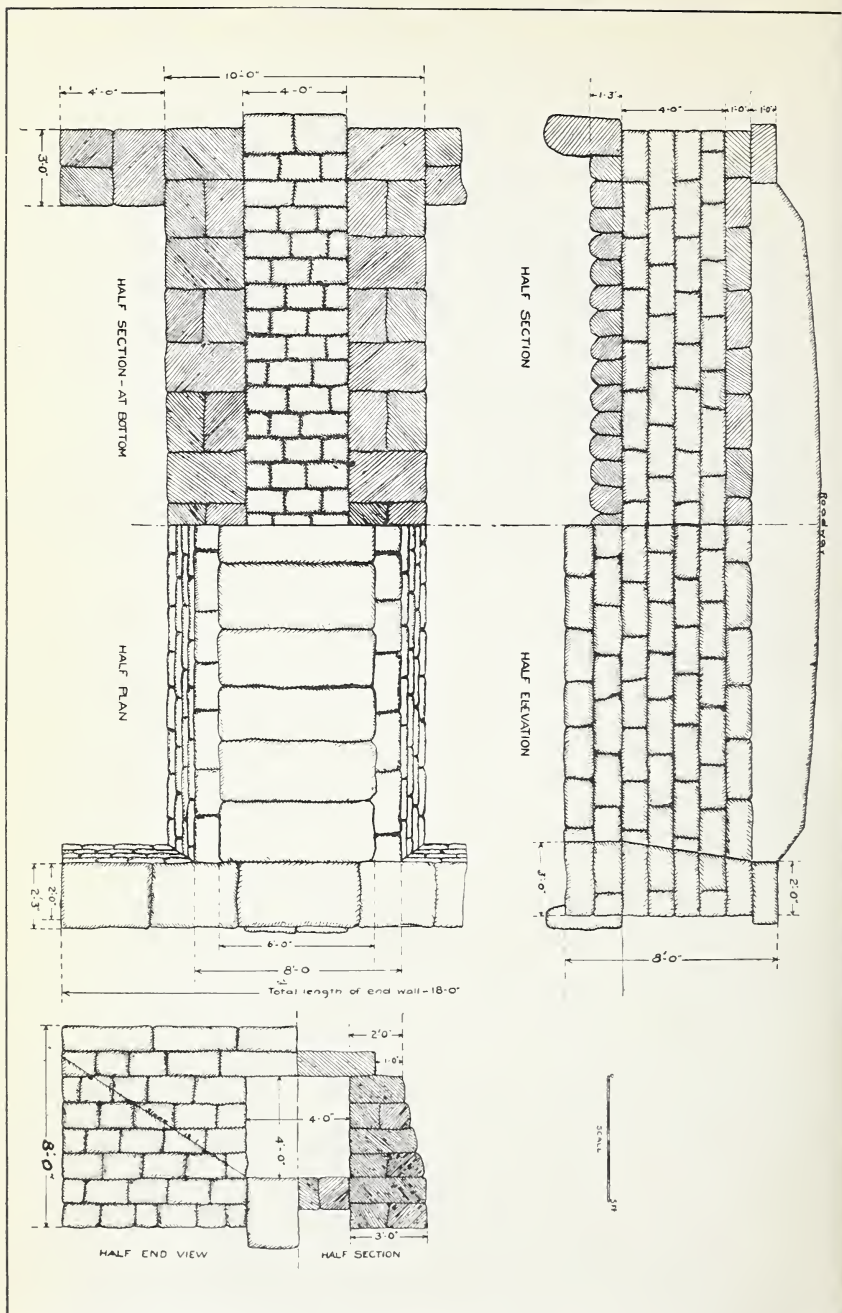 10'-0"
4'-0"
4'-0"
3'-0"
HALF SECTION - AT BOTTOM
HALF PLAN
2'-0"
2'-3"
6'-0"
8'-0
Total length of end wall - 18'-0"
1'-3"
4'-0"
1'-0"
1'-0"
HALF SECTION
Roadway
HALF ELEVATION
3'-0"
2'-0"
8'-0"
2'-0"
1'-0"
4'-0"
4'-0"
8'-0"
3'-0"
HALF END VIEW
HALF SECTION
SCALE